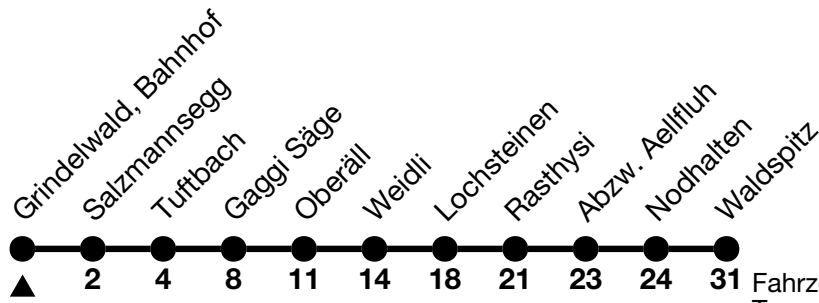 Grindelwald, Bahnhof
Salzmannsegg
Tuftbach
Gaggi Säge
Oberäll
Weidli
Lochsteinen
Rasthysi
Abzw. Aellfluh
Nodhalten
Waldspitz
2 4 8 11 14 18 21 23 24 31 Fahrz